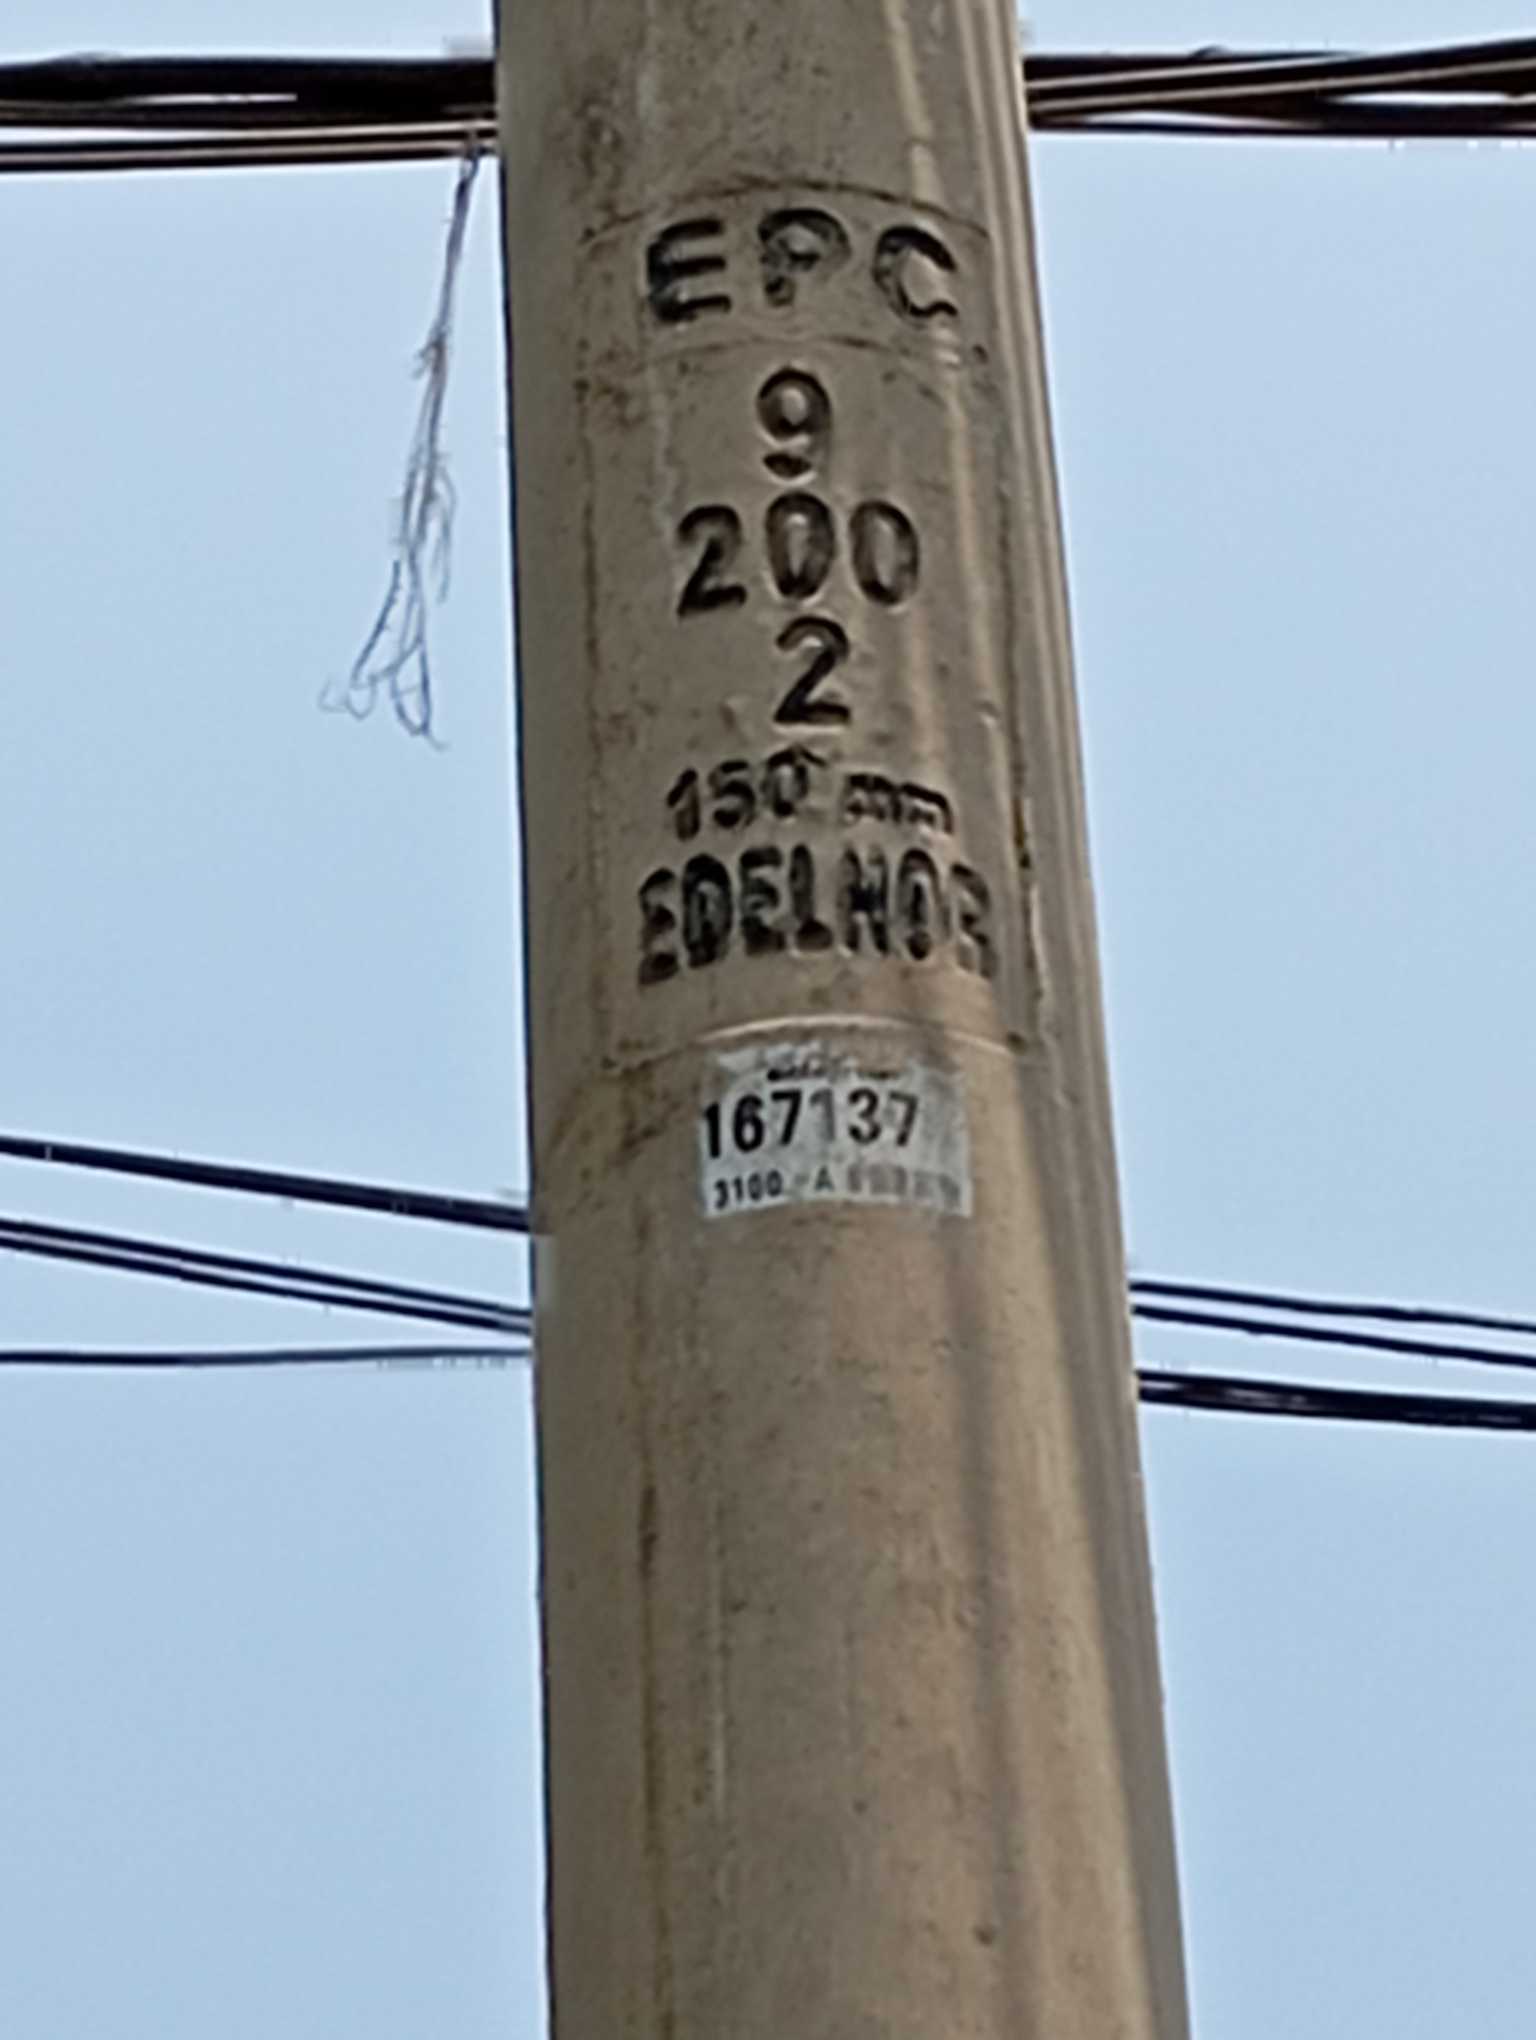 EPC
9
200
2
150 mm
EDELNOR
167137
3100 -A